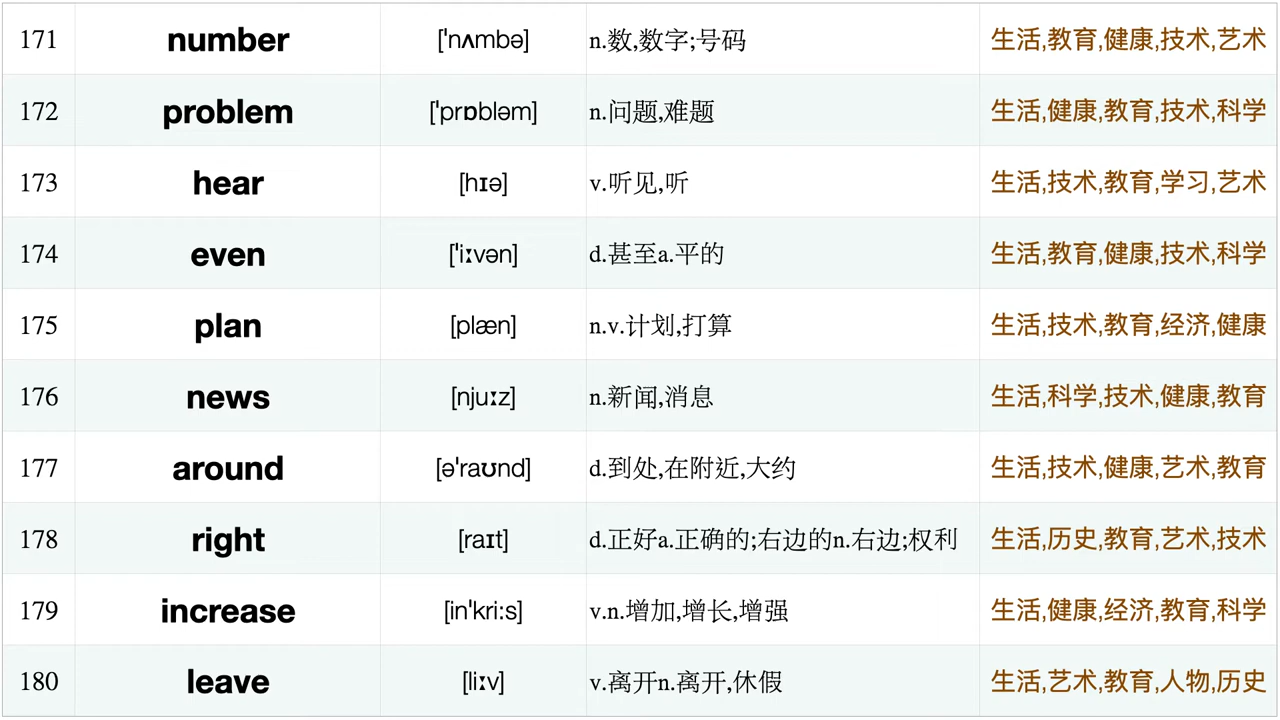 171 number ['nʌmbə] n.数,数字;号码 生活,教育,健康,技术,艺术
172 problem ['prɒbləm] n.问题,难题 生活,健康,教育,技术,科学
173 hear [hɪə] v.听见,听 生活,技术,教育,学习,艺术
174 even ['iːvən] d.甚至a.平的 生活,教育,健康,技术,科学
175 plan [plæn] n.v.计划,打算 生活,技术,教育,经济,健康
176 news [njuːz] n.新闻,消息 生活,科学,技术,健康,教育
177 around [ə'raʊnd] d.到处,在附近,大约 生活,技术,健康,艺术,教育
178 right [raɪt] d.正好a.正确的;右边的n.右边;权利 生活,历史,教育,艺术,技术
179 increase [in'kri:s] v.n.增加,增长,增强 生活,健康,经济,教育,科学
180 leave [liːv] v.离开n.离开,休假 生活,艺术,教育,人物,历史